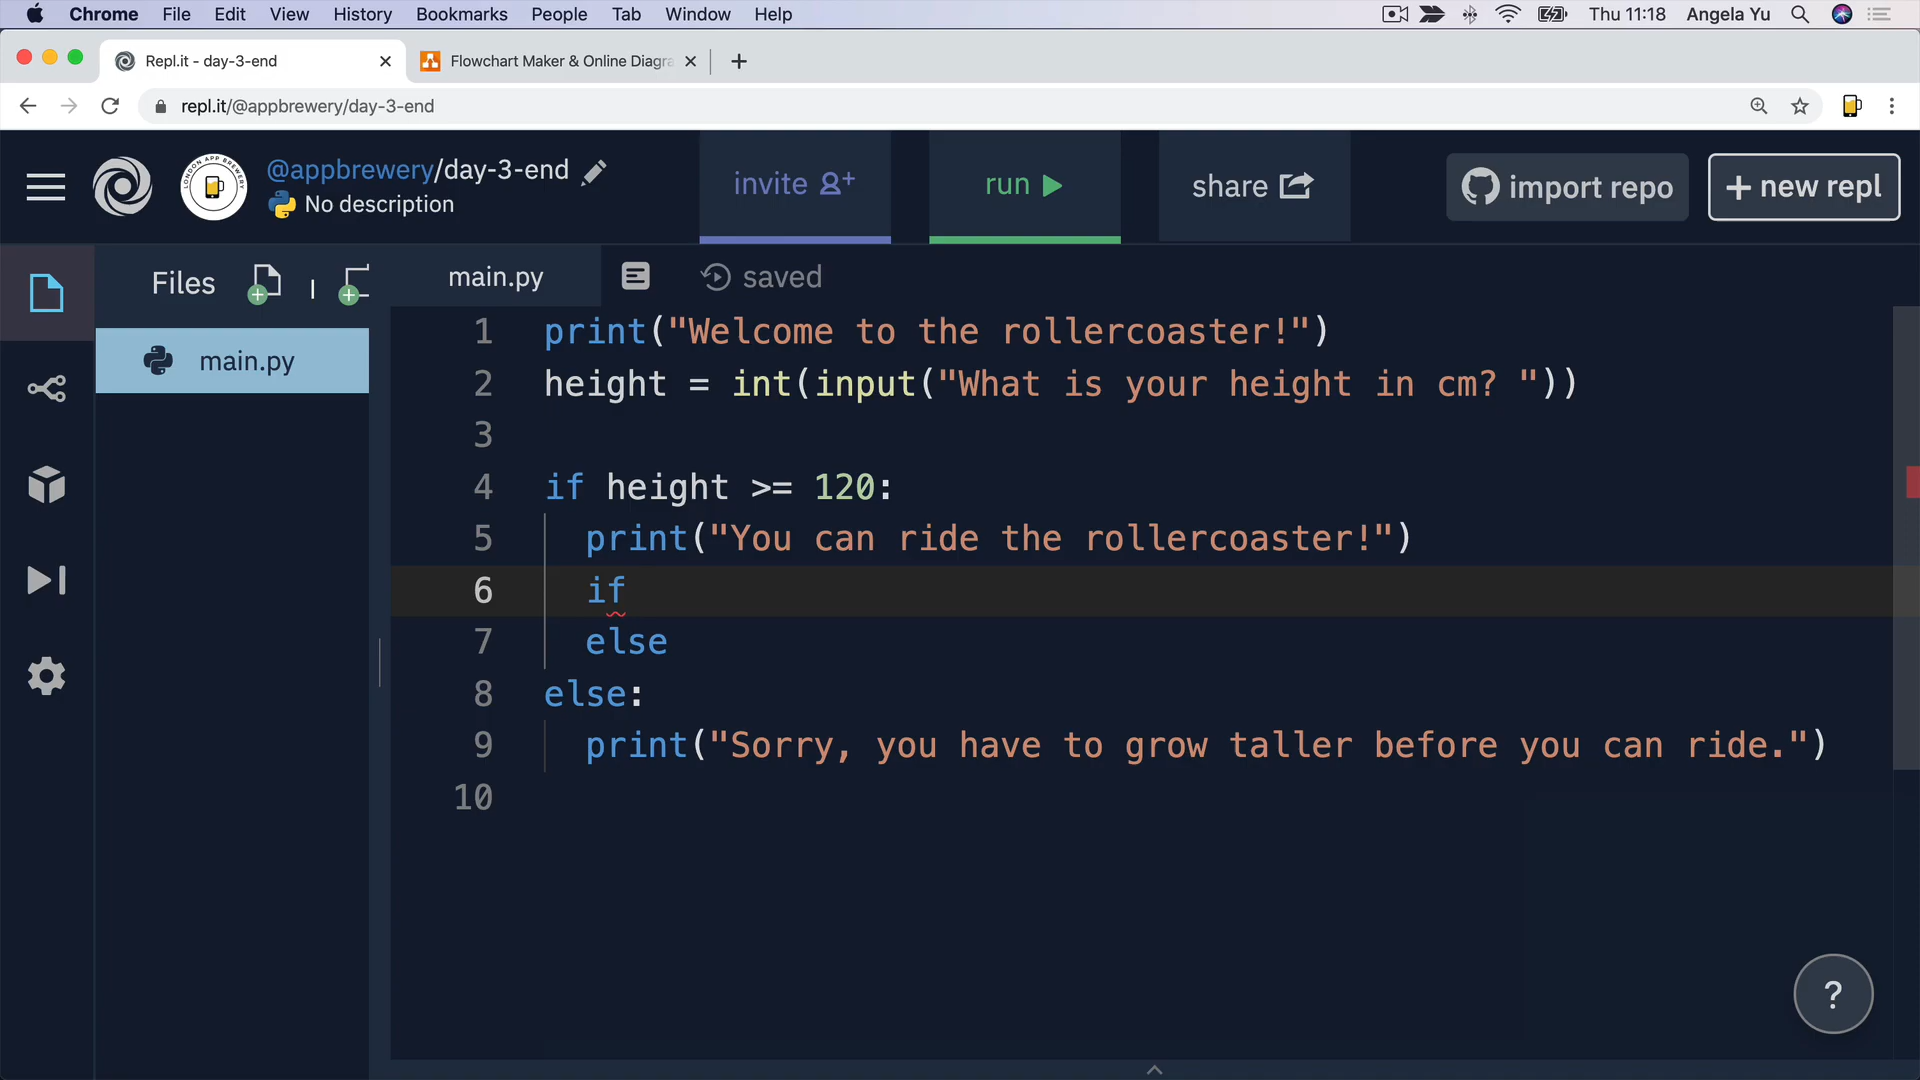 Chrome File Edit View History Bookmarks People Tab Window Help Thu 11:18 Angela Yu
Repl.it - day-3-end Flowchart Maker & Online Diagra
repl.it/@appbrewery/day-3-end
LONDON APP BREWERY
@appbrewery/day-3-end
No description
invite
run
share
import repo
+ new repl
Files
main.py
main.py
saved
1 print("Welcome to the rollercoaster!")
2 height = int(input("What is your height in cm? "))
3
4 if height >= 120:
5 print("You can ride the rollercoaster!")
6 if
7 else
8 else:
9 print("Sorry, you have to grow taller before you can ride.")
10
?